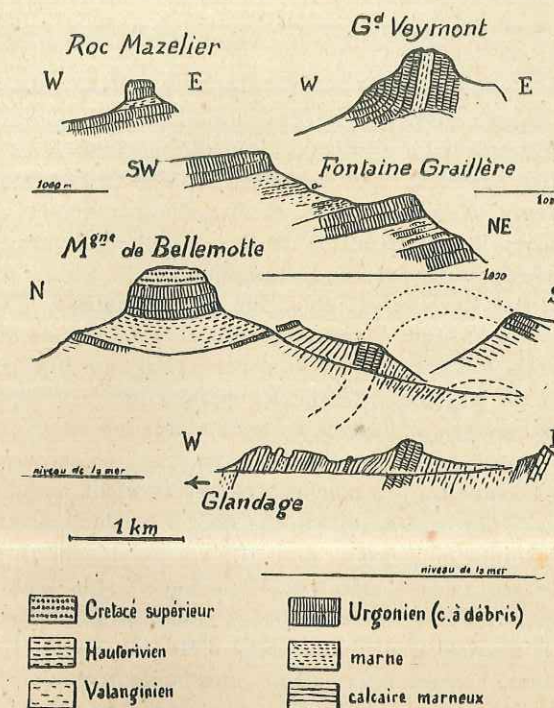 Roc Mazelier
Gd Veymont
W E
W E
SW Fontaine Graillère
1000 m
NE
Mgne de Bellemotte
N
S
W
niveau de la mer
Glandage
1 km
niveau de la mer
Cretacé supérieur
Urgonien (c. à débris)
Hauterivien
marne
Valanginien
calcaire marneux